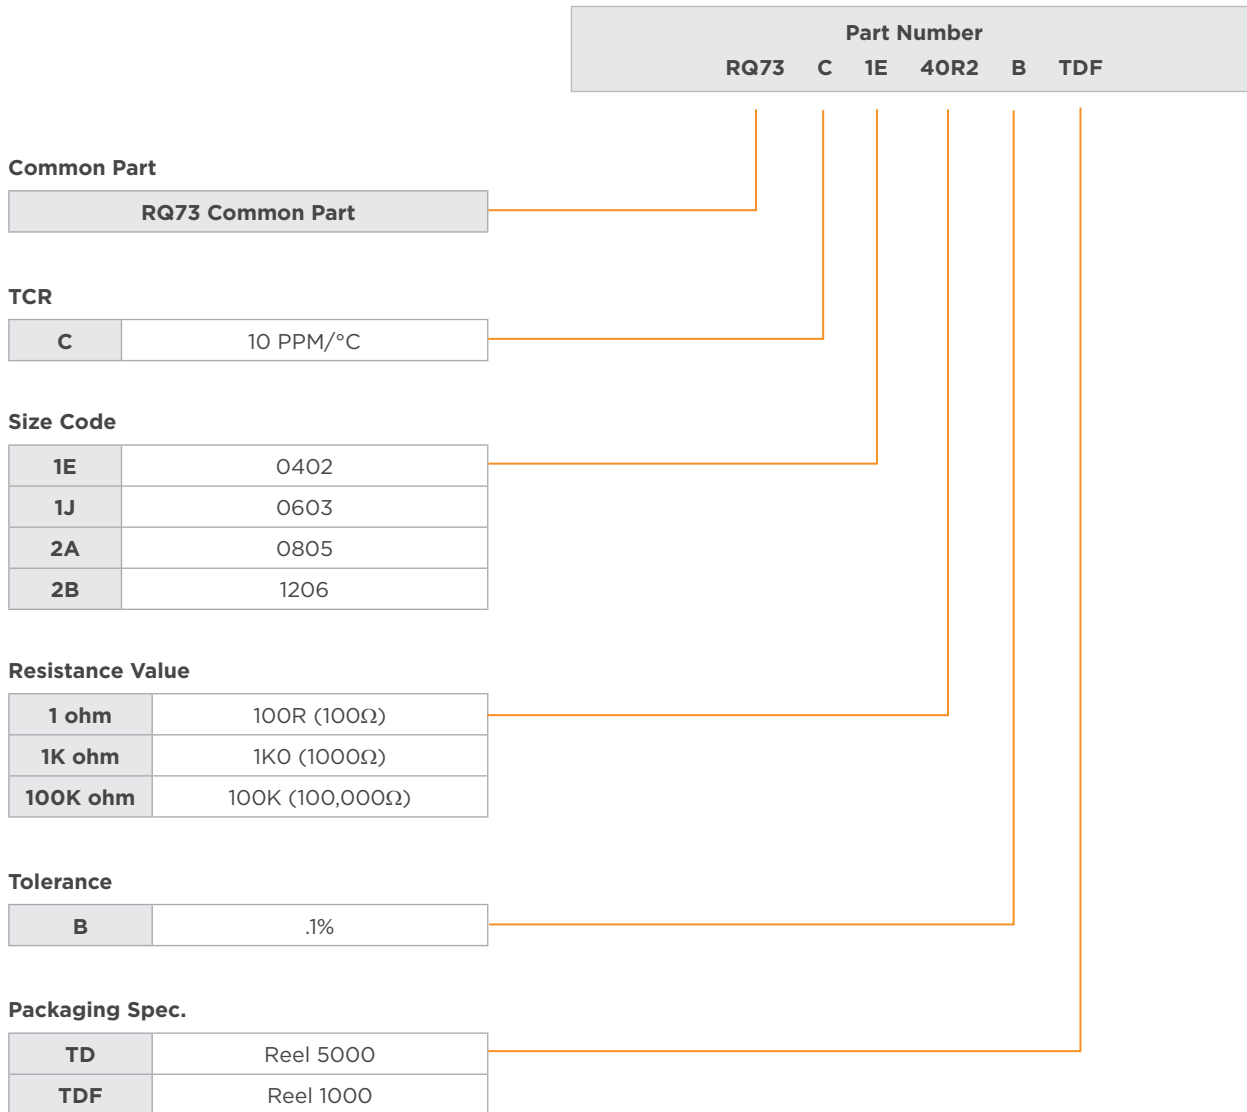 Part Number
RQ73 C 1E 40R2 B TDF
Common Part
RQ73 Common Part
TCR
C 10 PPM/°C
Size Code
1E 0402
1J 0603
2A 0805
2B 1206
Resistance Value
1 ohm 100R (100Ω)
1K ohm 1K0 (1000Ω)
100K ohm 100K (100,000Ω)
Tolerance
B .1%
Packaging Spec.
TD Reel 5000
TDF Reel 1000